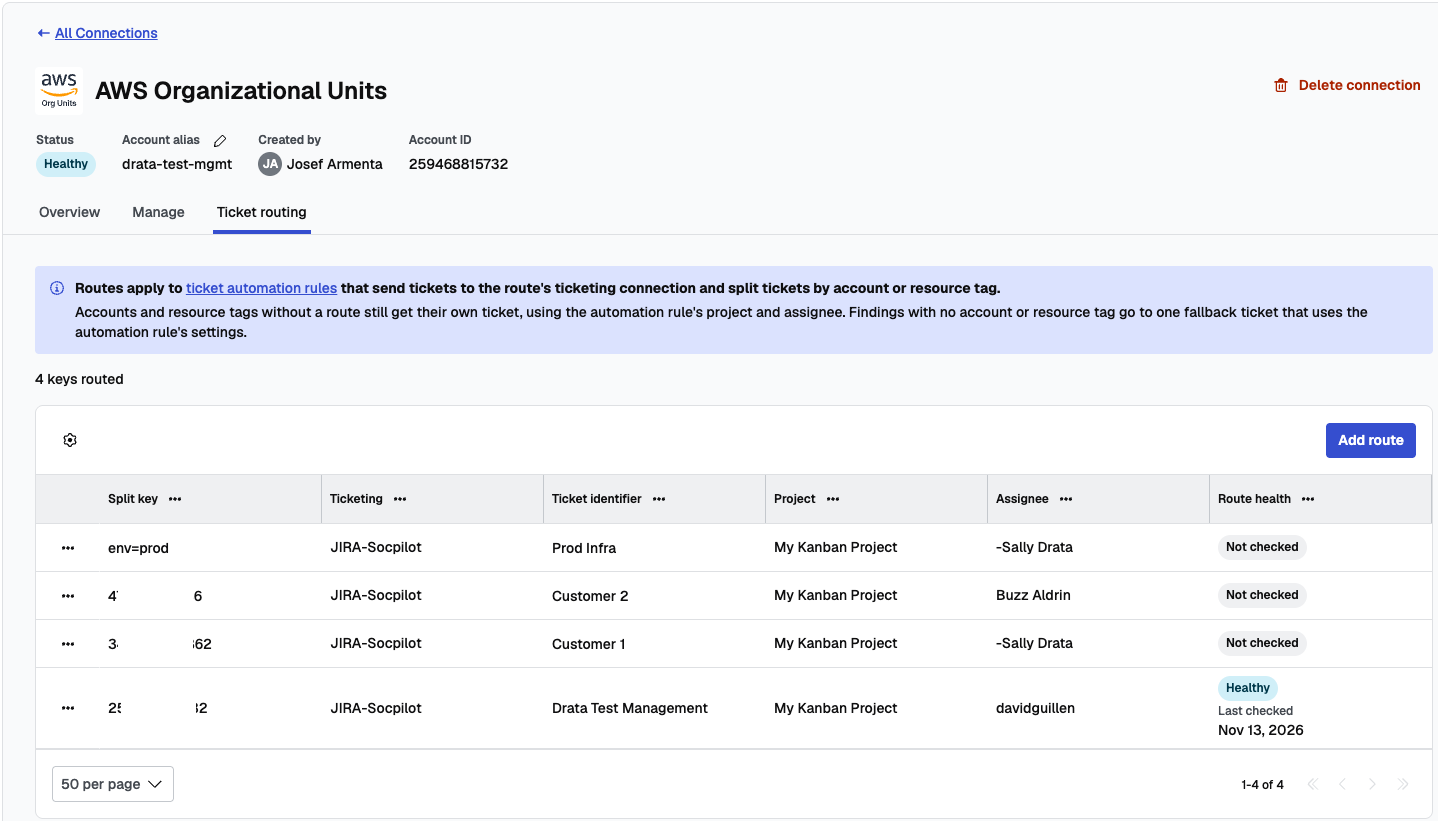 ← All Connections
aws
Org Units
AWS Organizational Units
Delete connection
Status
Account alias
Created by
Account ID
Healthy
drata-test-mgmt
JA Josef Armenta
259468815732
Overview
Manage
Ticket routing
Routes apply to ticket automation rules that send tickets to the route's ticketing connection and split tickets by account or resource tag.
Accounts and resource tags without a route still get their own ticket, using the automation rule's project and assignee. Findings with no account or resource tag go to one fallback ticket that uses the
automation rule's settings.
4 keys routed
Add route
Split key ••• Ticketing ••• Ticket identifier ••• Project ••• Assignee ••• Route health •••
••• env=prod JIRA-Socpilot Prod Infra My Kanban Project -Sally Drata Not checked
••• 4 6 JIRA-Socpilot Customer 2 My Kanban Project Buzz Aldrin Not checked
••• 3 62 JIRA-Socpilot Customer 1 My Kanban Project -Sally Drata Not checked
••• 2 2 JIRA-Socpilot Drata Test Management My Kanban Project davidguillen Healthy
Last checked
Nov 13, 2026
50 per page
1-4 of 4